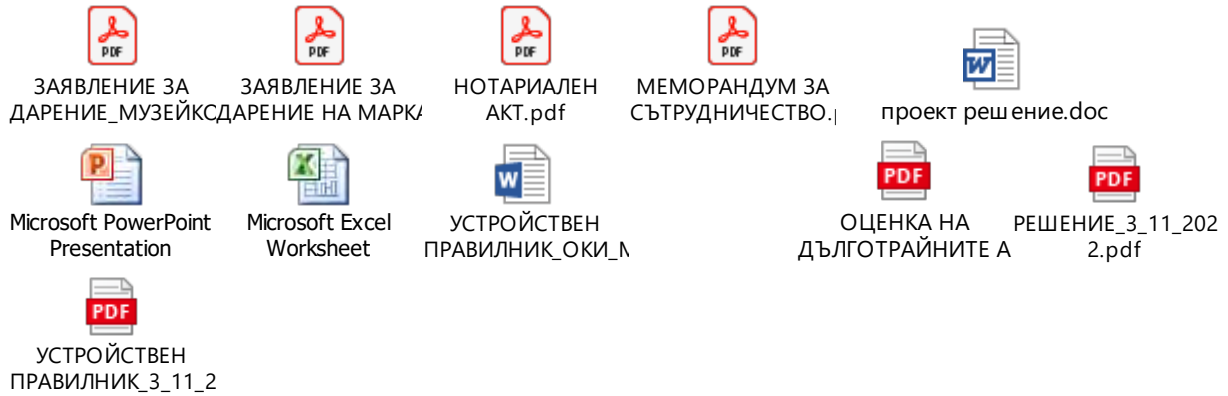 PDF PDF PDF PDF
ЗАЯВЛЕНИЕ ЗА
ДАРЕНИЕ_МУЗЕЙКС
ЗАЯВЛЕНИЕ ЗА
ДАРЕНИЕ НА МАРКА
НОТАРИАЛЕН
АКТ.pdf
МЕМОРАНДУМ ЗА
СЪТРУДНИЧЕСТВО.
W
проект решение.doc
P
Microsoft PowerPoint
Presentation
X
Microsoft Excel
Worksheet
W
УСТРОЙСТВЕН
ПРАВИЛНИК_ОКИ_
PDF
ОЦЕНКА НА
ДЪЛГОТРАЙНИТЕ А
PDF
РЕШЕНИЕ_3_11_202
2.pdf
PDF
УСТРОЙСТВЕН
ПРАВИЛНИК_3_11_2